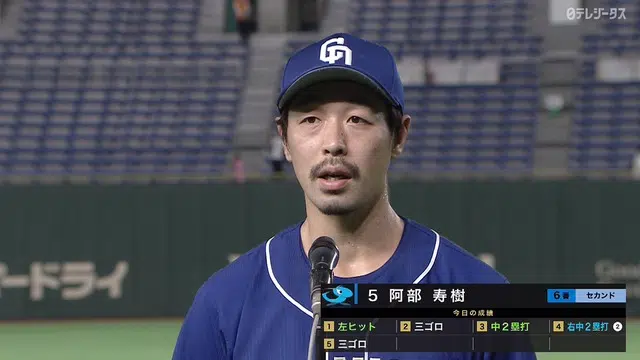 日テレジータス
CD
ードライ
5 阿部 寿樹 6番 セカンド
今日の成績
1 左ヒット 2 三ゴロ 3 中2塁打 4 右中2塁打 2
5 三ゴロ